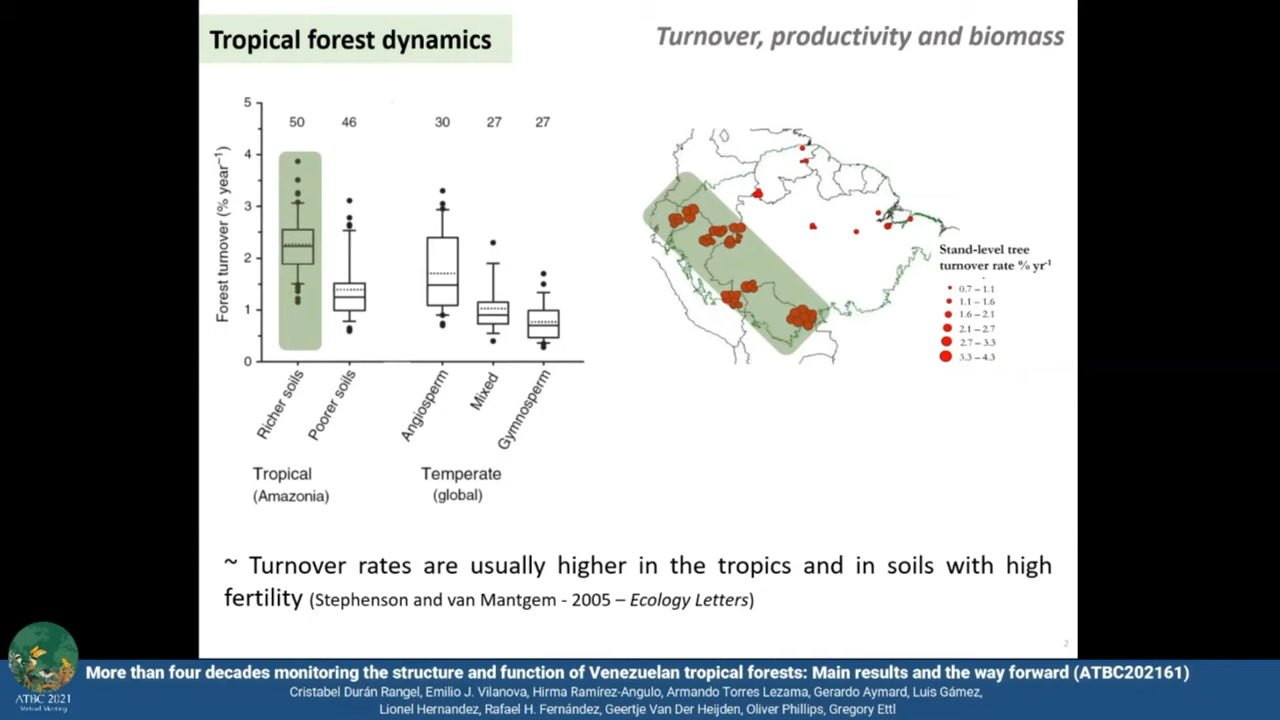 Tropical forest dynamics
Turnover, productivity and biomass
5
50
46
30
27
27
4
3
2
1
0
Forest turnover (% year⁻¹)
Richer soils
Poorer soils
Angiosperm
Mixed
Gymnosperm
Tropical
(Amazonia)
Temperate
(global)
Stand-level tree
turnover rate % yr⁻¹
0.7 – 1.1
1.1 – 1.6
1.6 – 2.1
2.1 – 2.7
2.7 – 3.3
3.3 – 4.3
~ Turnover rates are usually higher in the tropics and in soils with high
fertility (Stephenson and van Mantgem - 2005 – Ecology Letters)
2
ATBC 2021
Virtual Meeting
More than four decades monitoring the structure and function of Venezuelan tropical forests: Main results and the way forward (ATBC202161)
Cristabel Durán Rangel, Emilio J. Vilanova, Hirma Ramírez-Angulo, Armando Torres Lezama, Gerardo Aymard, Luis Gámez,
Lionel Hernandez, Rafael H. Fernández, Geertje Van Der Heijden, Oliver Phillips, Gregory Ettl